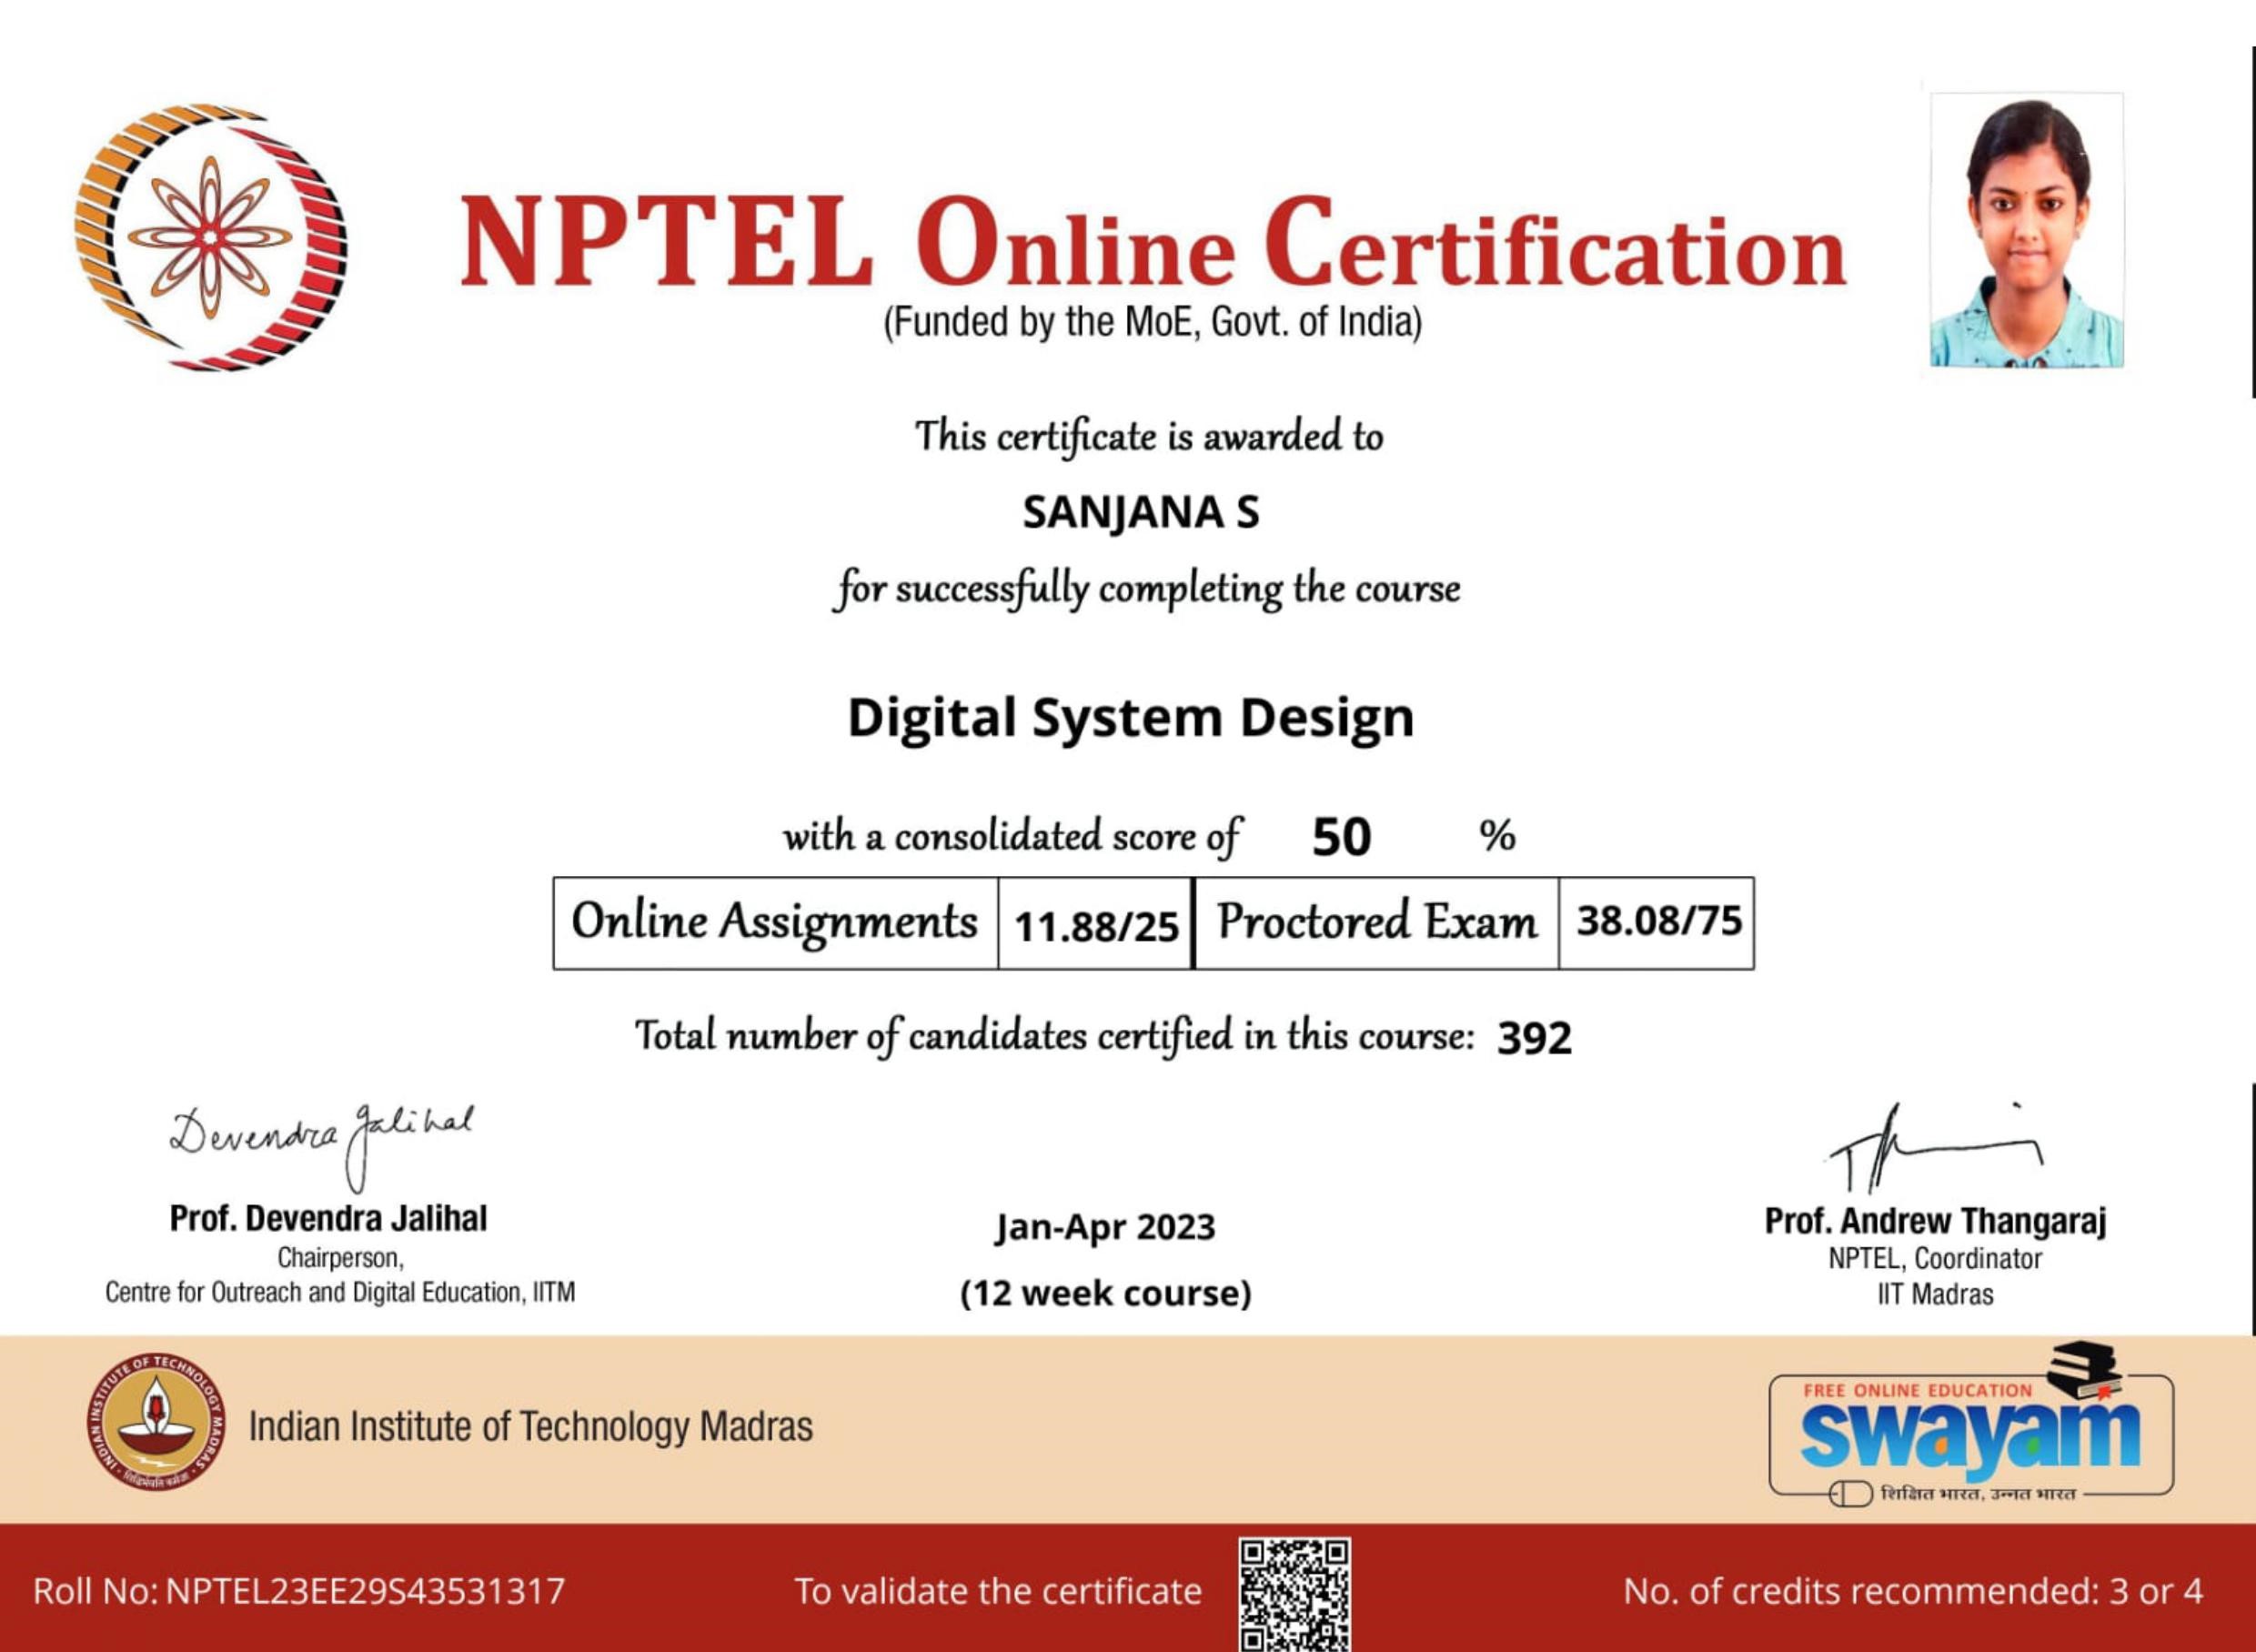 NPTEL Online Certification
(Funded by the MoE, Govt. of India)
This certificate is awarded to
SANJANA S
for successfully completing the course
Digital System Design
with a consolidated score of 50 %
Online Assignments 11.88/25 Proctored Exam 38.08/75
Total number of candidates certified in this course: 392
Devendra Jalihal
Prof. Devendra Jalihal
Chairperson,
Centre for Outreach and Digital Education, IITM
Jan-Apr 2023
(12 week course)
Prof. Andrew Thangaraj
NPTEL, Coordinator
IIT Madras
INDIAN INSTITUTE OF TECHNOLOGY MADRAS
Indian Institute of Technology Madras
FREE ONLINE EDUCATION
swayam
शिक्षित भारत, उन्नत भारत
Roll No: NPTEL23EE29S43531317
To validate the certificate
No. of credits recommended: 3 or 4